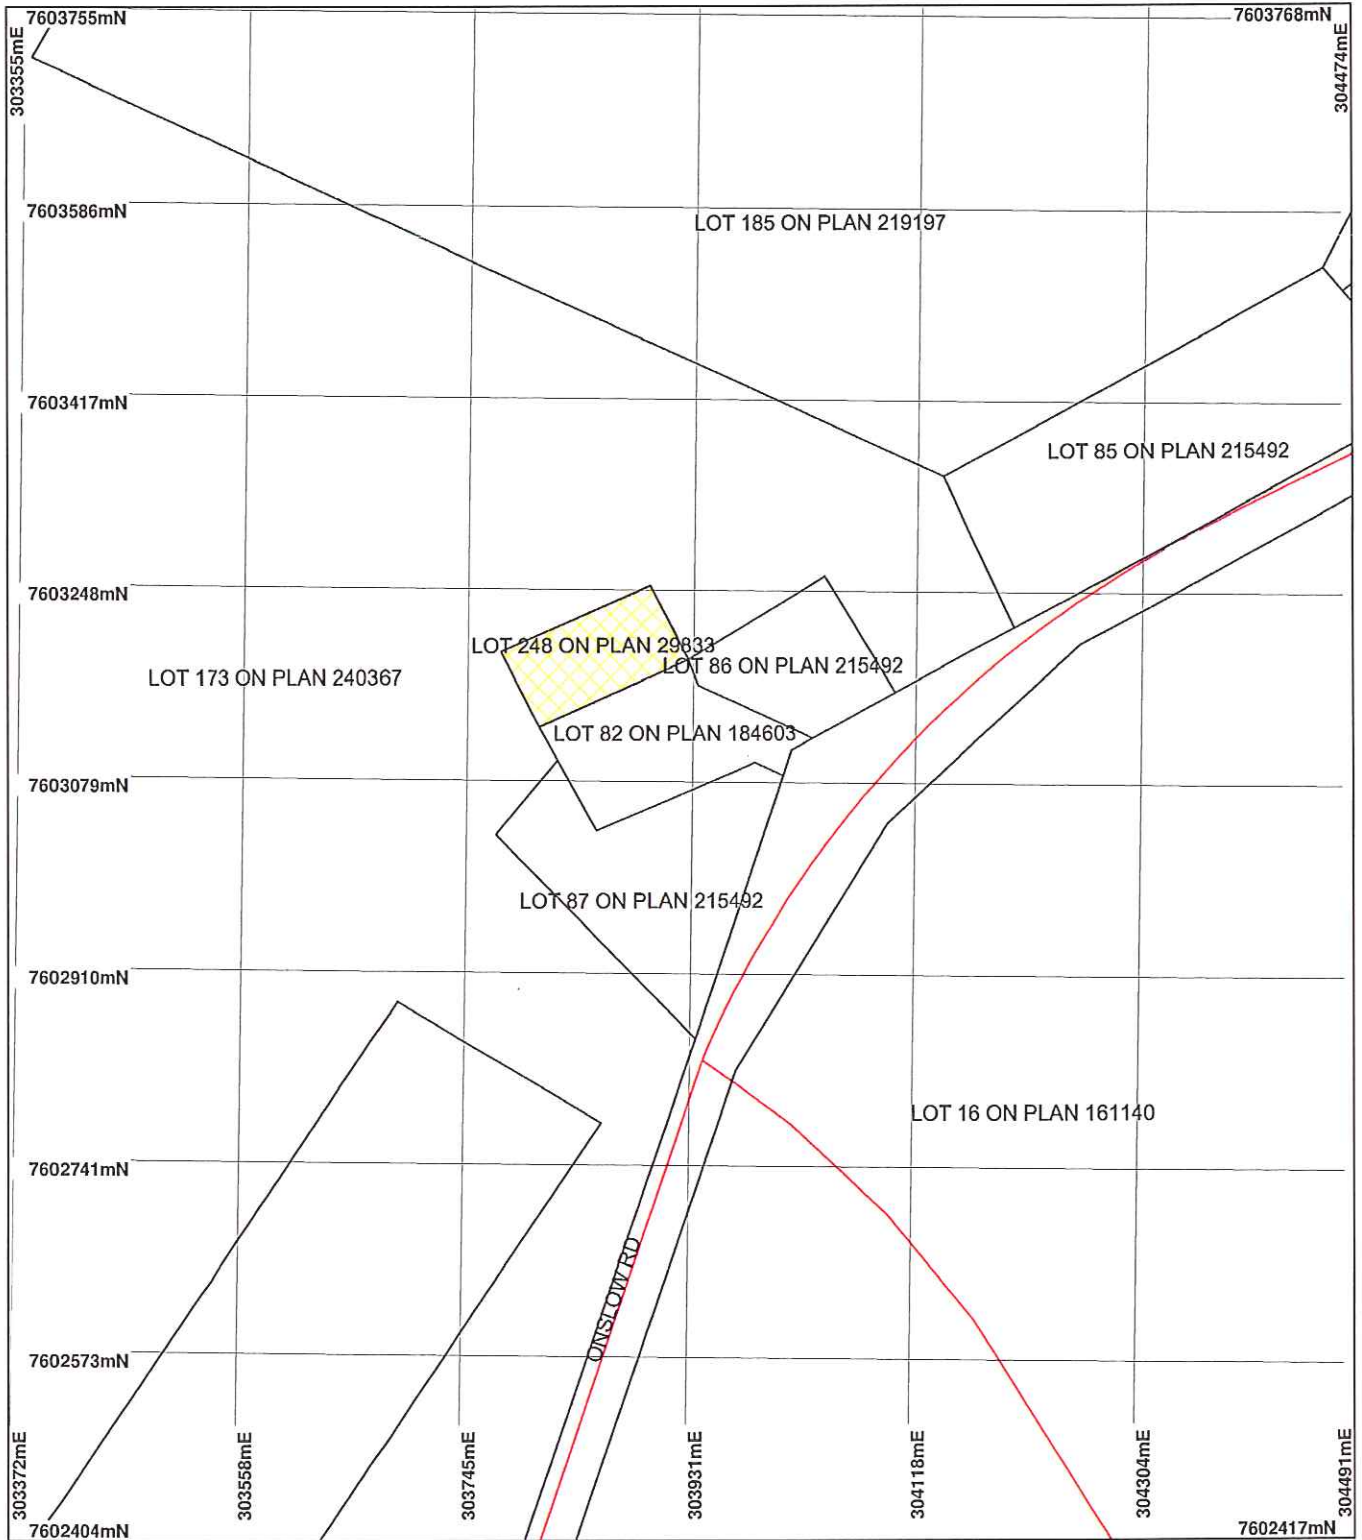 7603755mN
7603768mN
303355mE
304474mE
7603586mN
LOT 185 ON PLAN 219197
7603417mN
LOT 85 ON PLAN 215492
7603248mN
LOT 248 ON PLAN 29833
LOT 86 ON PLAN 215492
LOT 173 ON PLAN 240367
LOT 82 ON PLAN 184603
7603079mN
LOT 87 ON PLAN 215492
7602910mN
LOT 16 ON PLAN 161140
7602741mN
ONSLOW RD
7602573mN
303372mE
303558mE
303745mE
303931mE
304118mE
304304mE
304491mE
7602404mN
7602417mN